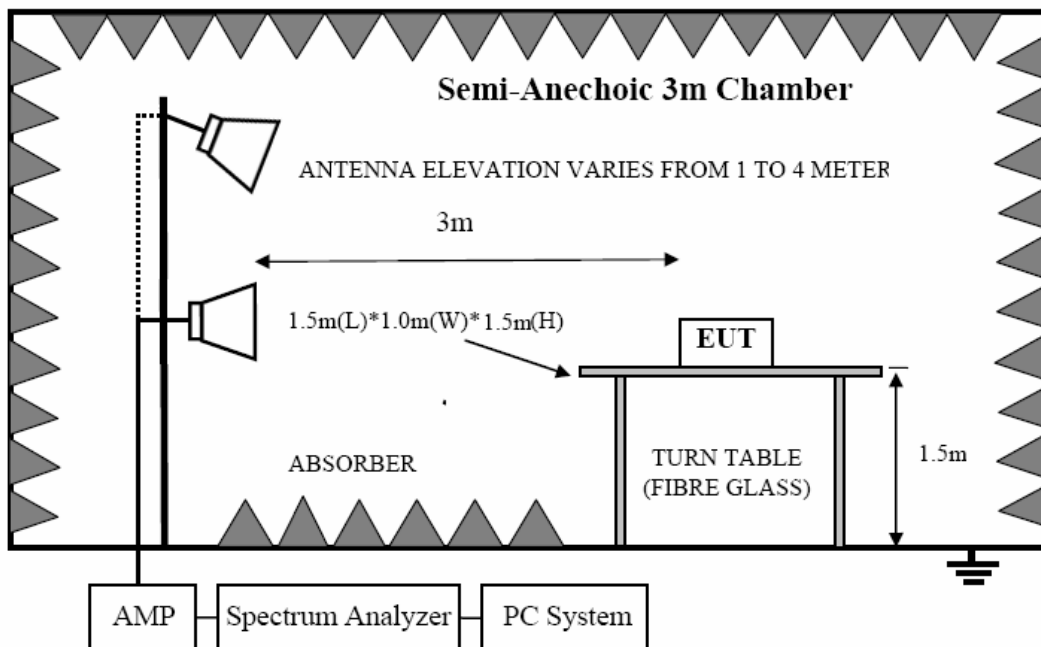 Semi-Anechoic 3m Chamber
ANTENNA ELEVATION VARIES FROM 1 TO 4 METER
3m
1.5m(L)*1.0m(W)*1.5m(H)
EUT
ABSORBER
TURN TABLE
(FIBRE GLASS)
1.5m
AMP
Spectrum Analyzer
PC System